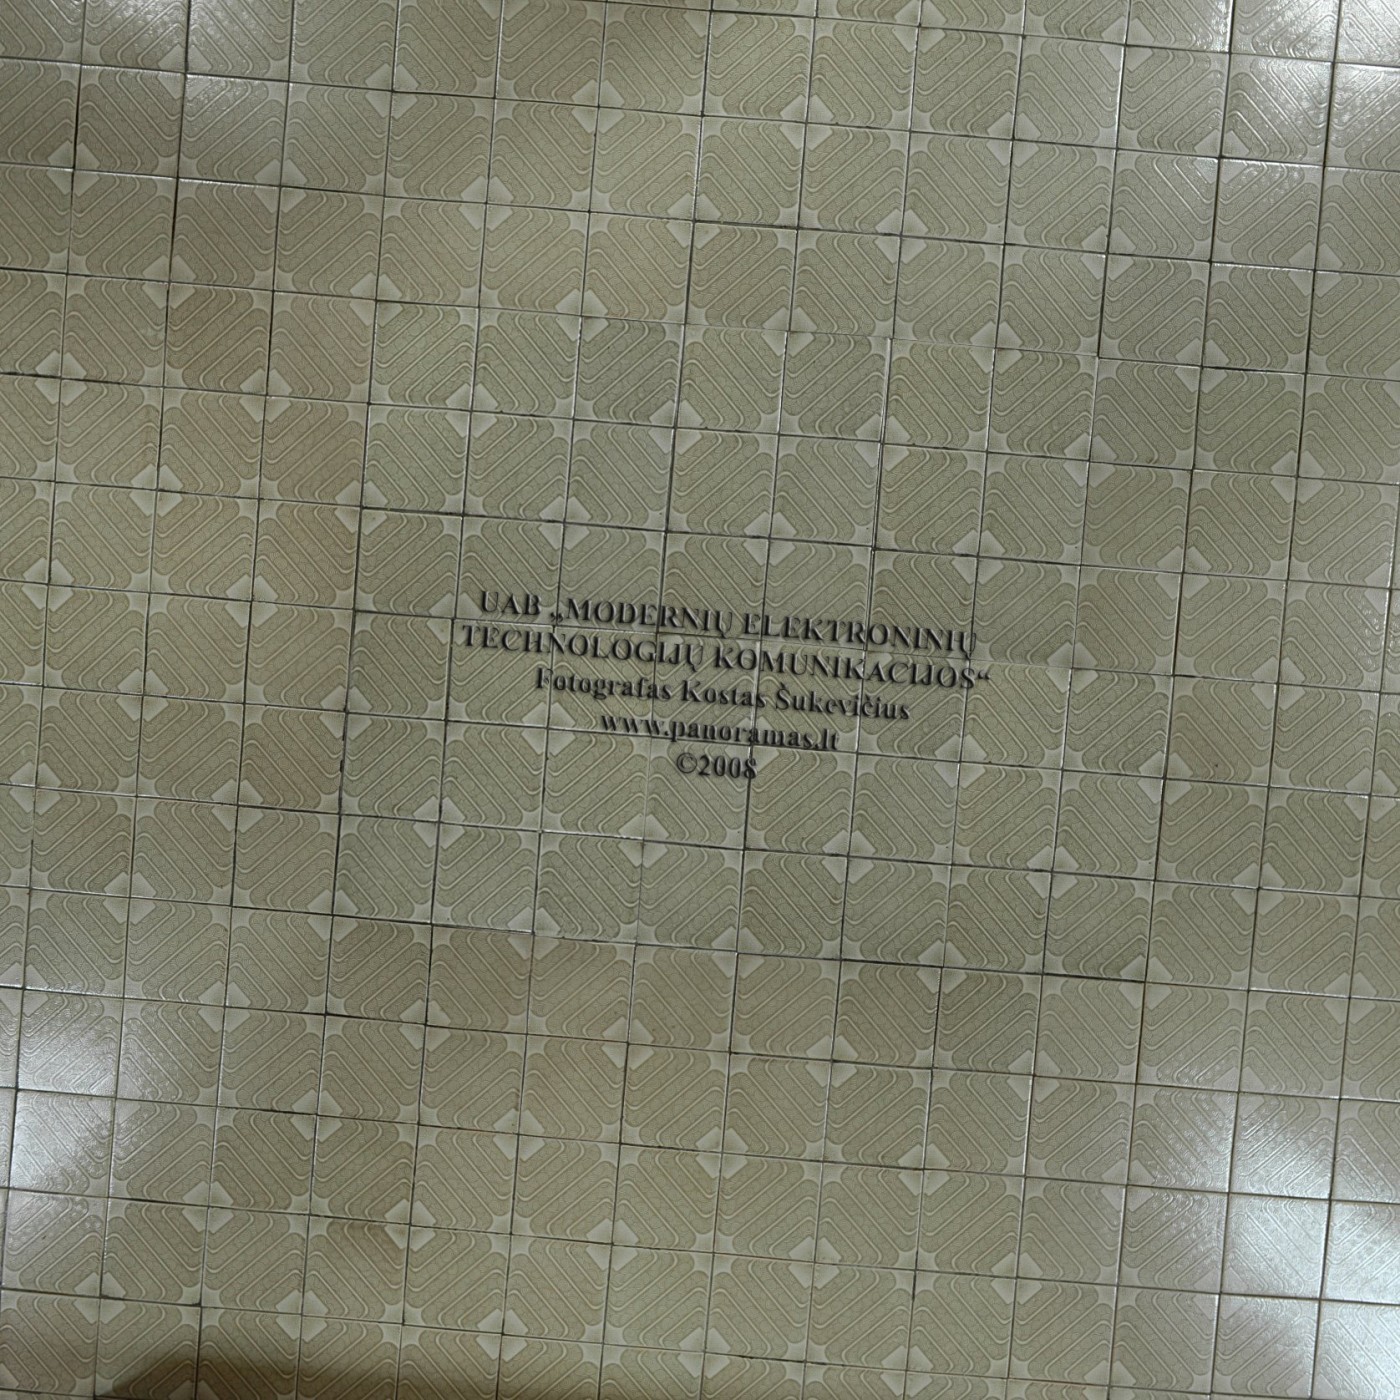 UAB „MODERNIŲ ELEKTRONINIŲ
TECHNOLOGIJŲ KOMUNIKACIJOS“
Fotografas Kostas Šukevičius
www.panoramas.lt
©2008